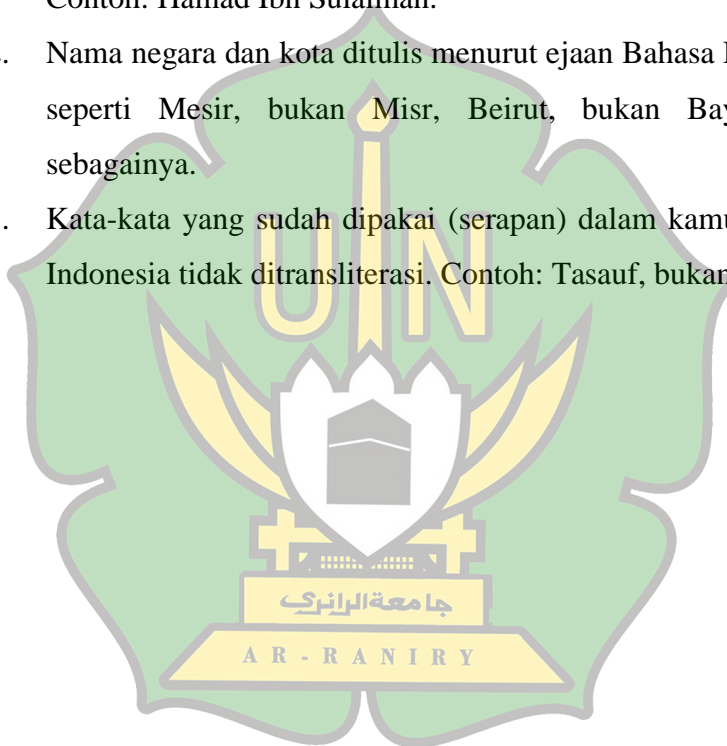 Contoh: Hamad Ibn Sulaiman.
Nama negara dan kota ditulis menurut ejaan Bahasa
seperti Mesir, bukan Misr, Beirut, bukan
sebagainya.
Kata-kata yang sudah dipakai (serapan) dalam
Indonesia tidak ditransliterasi. Contoh: Tasauf, bukan
UIN
جامعة الرانري
AR-RANIRY